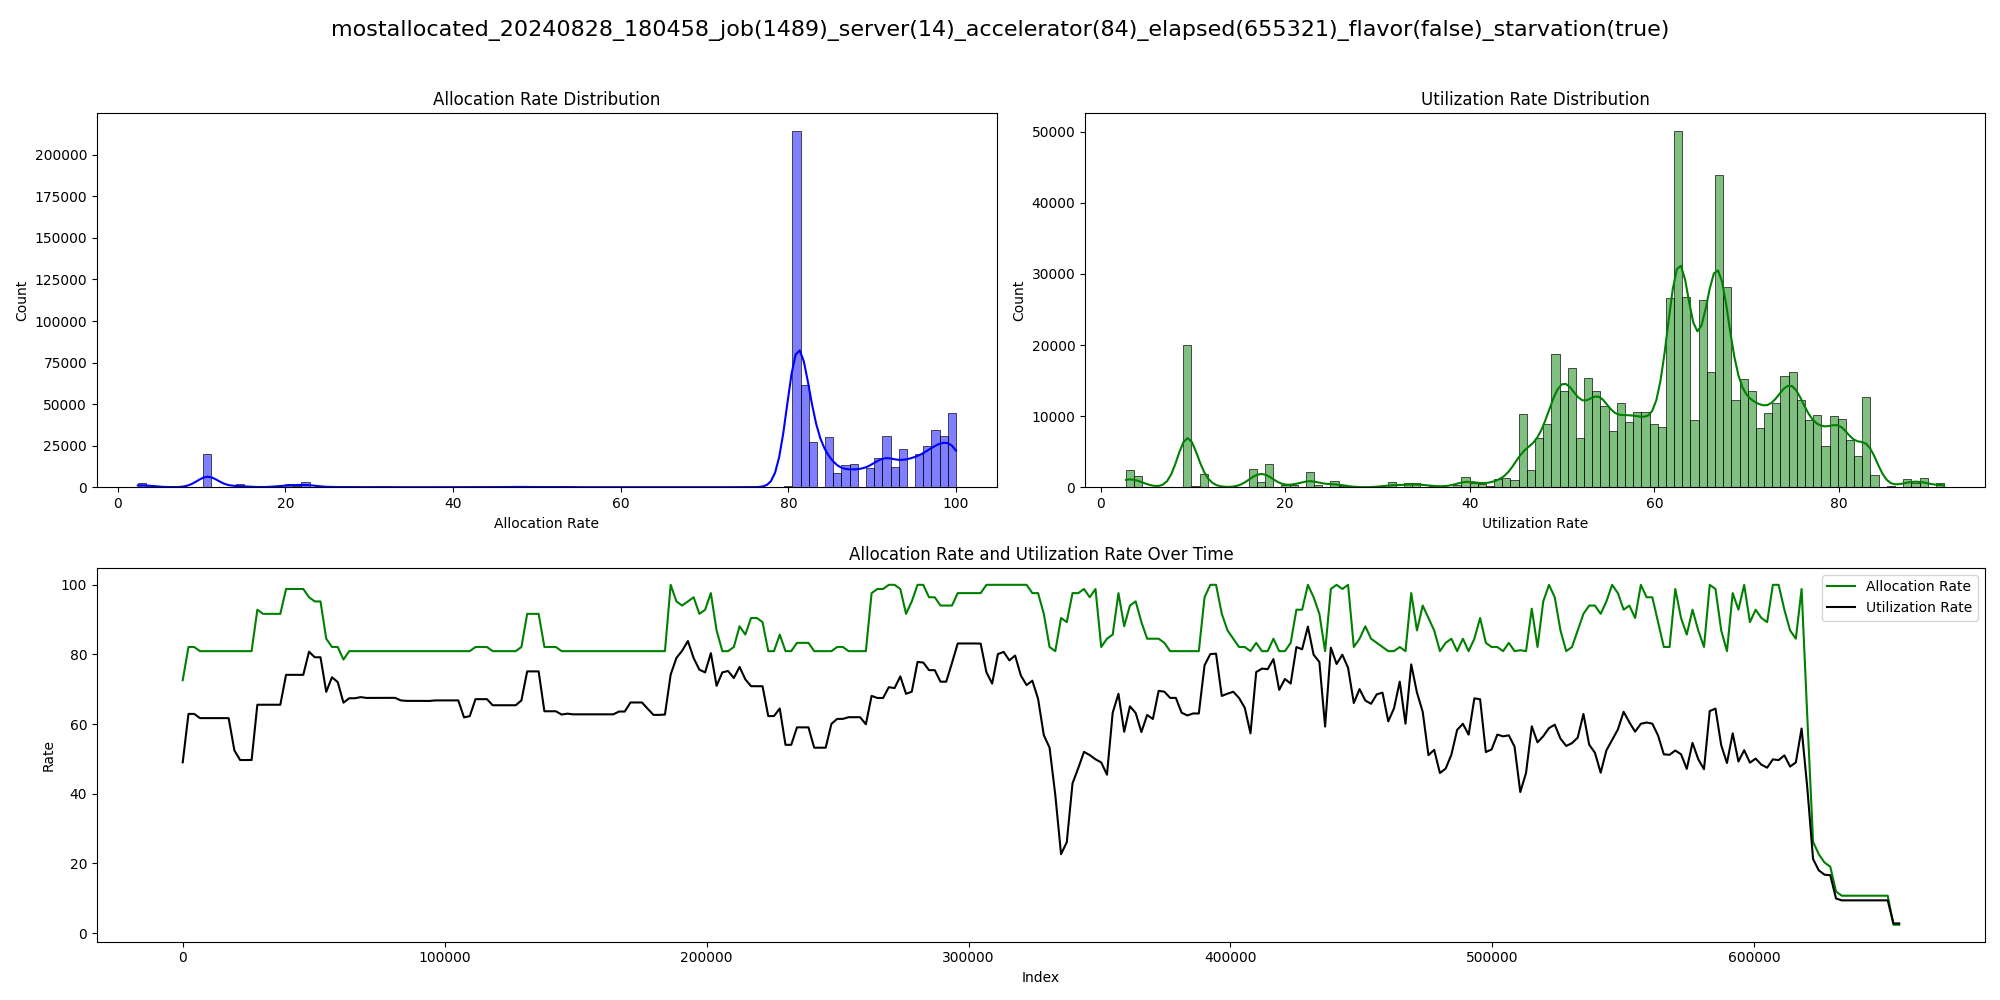 mostallocated_20240828_180458_job(1489)_server(14)_accelerator(84)_elapsed(655321)_flavor(false)_starvation(true)
Allocation Rate Distribution
Count
200000
175000
150000
125000
100000
75000
50000
25000
0
0 20 40 60 80 100
Allocation Rate
Utilization Rate Distribution
Count
50000
40000
30000
20000
10000
0
0 20 40 60 80
Utilization Rate
Allocation Rate and Utilization Rate Over Time
Rate
100
80
60
40
20
0
Allocation Rate
Utilization Rate
0 100000 200000 300000 400000 500000 600000
Index